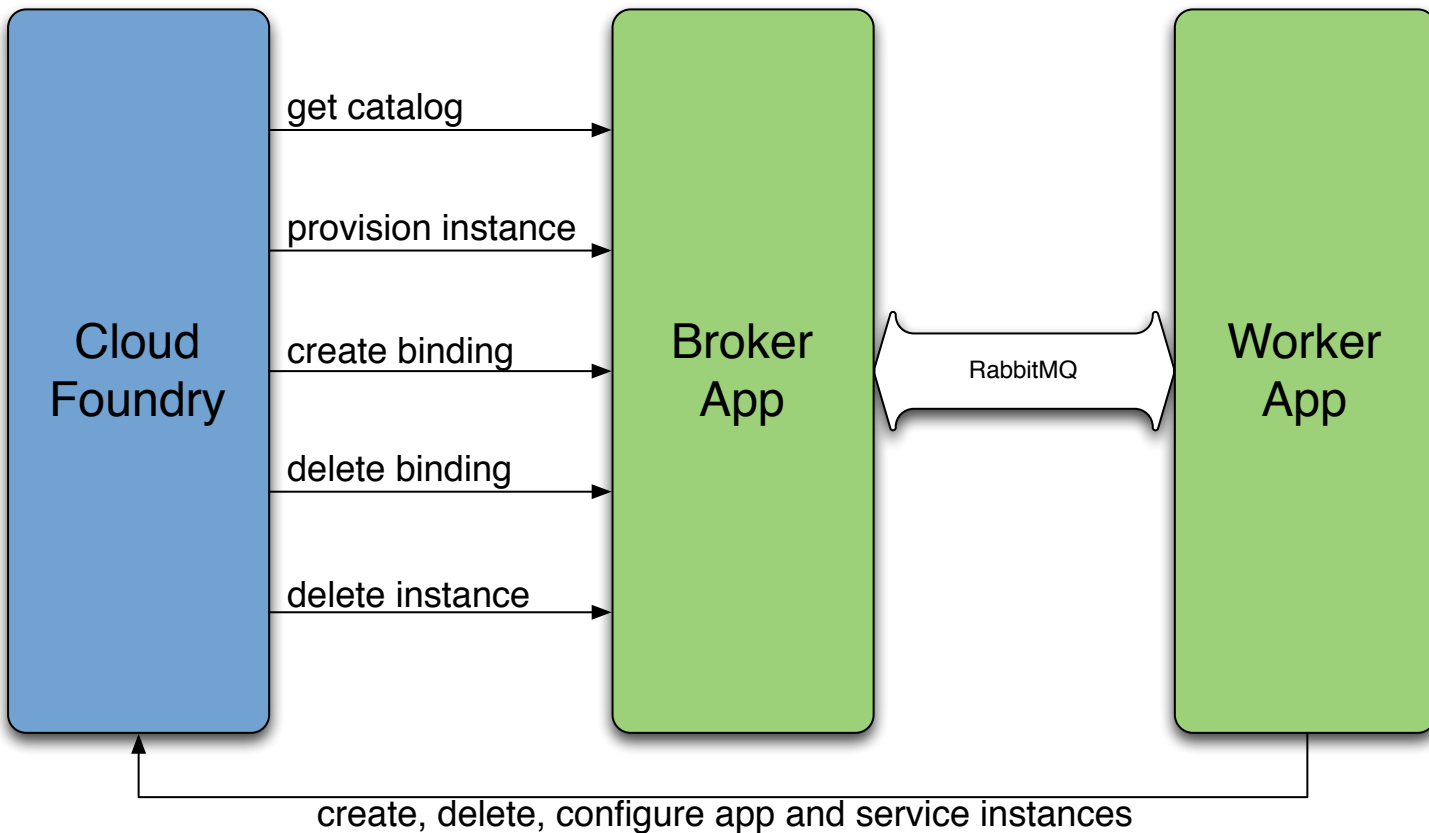 get catalog
provision instance
Cloud
Foundry
create binding
Broker
App
RabbitMQ
Worker
App
delete binding
delete instance
create, delete, configure app and service instances